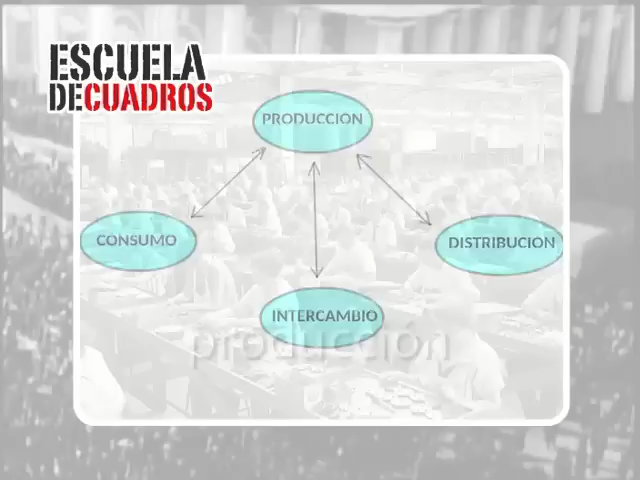 ESCUELA
DECUADROS
PRODUCCION
CONSUMO
DISTRIBUCION
INTERCAMBIO
producción